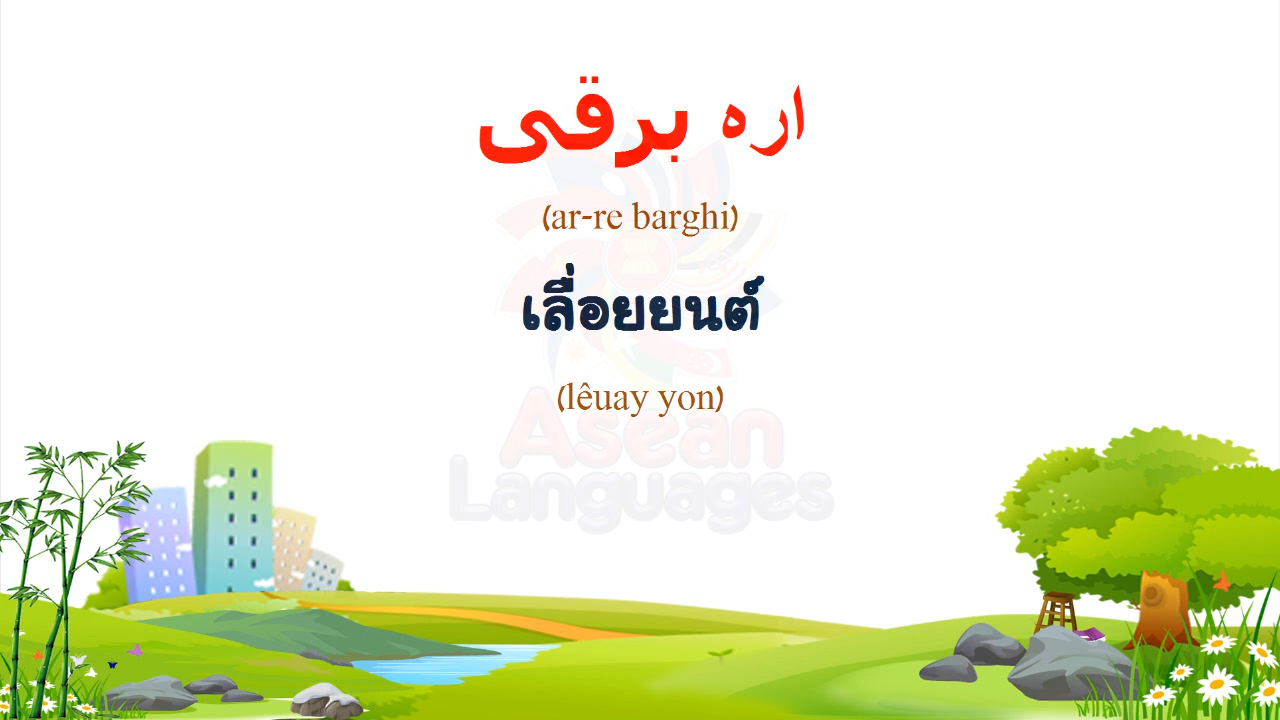 اره برقی
(ar-re barghi)
เลื่อยยนต์
(lêuay yon)
Asean
Languages